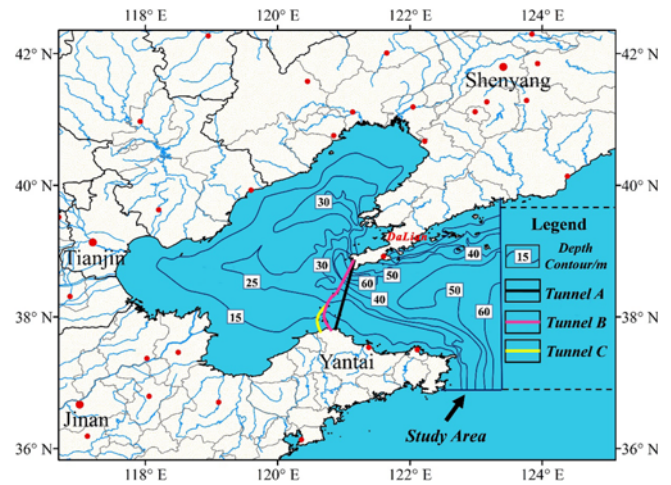 118° E
120° E
122° E
124° E
42° N
42° N
Shenyang
40° N
40° N
30
Legend
DaLian
15
Depth
Contour/m
40
Tianjin
30
50
60
25
50
Tunnel A
40
60
38° N
15
38° N
Tunnel B
Yantai
Tunnel C
Jinan
Study Area
36° N
36° N
118° E
120° E
122° E
124° E